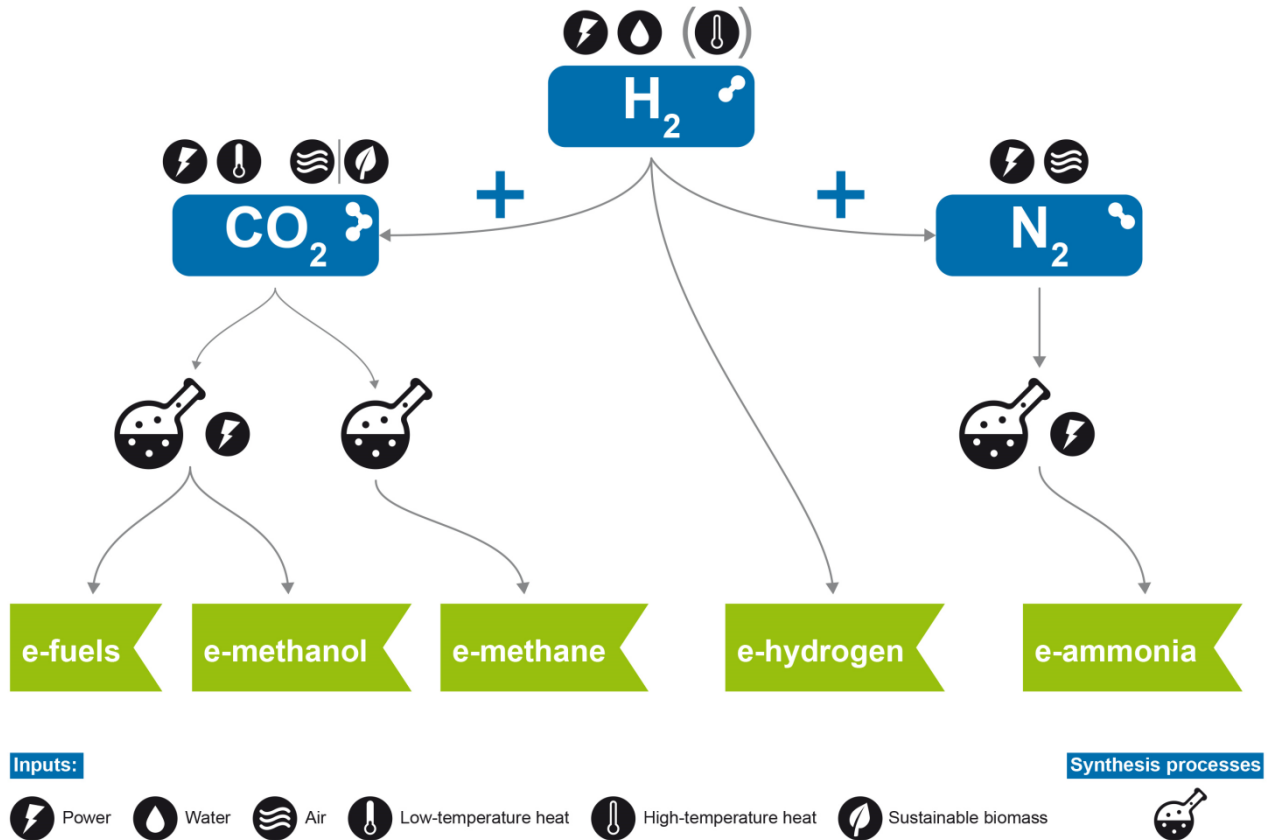 H₂
CO₂
N₂
e-fuels
e-methanol
e-methane
e-hydrogen
e-ammonia
Inputs:
Synthesis processes
Power
Water
Air
Low-temperature heat
High-temperature heat
Sustainable biomass